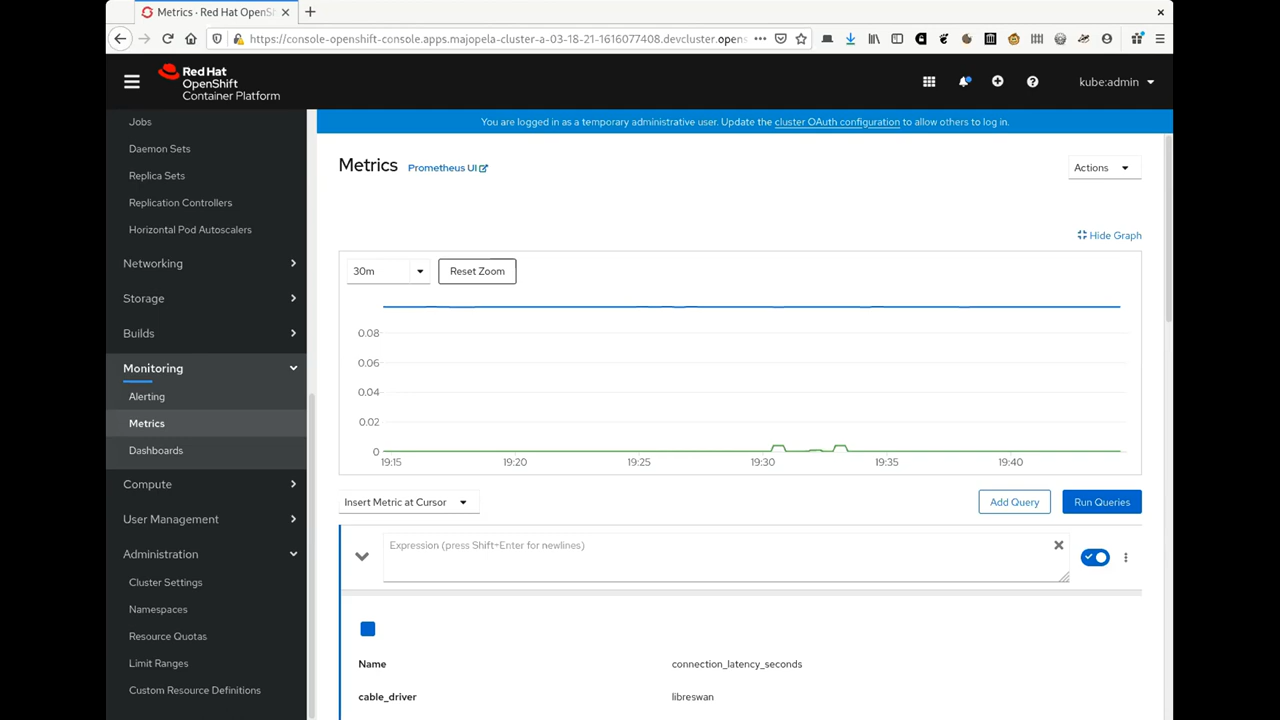 Metrics · Red Hat OpenSh
https://console-openshift-console.apps.majopela-cluster-a-03-18-21-1616077408.devcluster.opens
Red Hat
OpenShift
Container Platform
kube:admin
You are logged in as a temporary administrative user. Update the cluster OAuth configuration to allow others to log in.
Jobs
Daemon Sets
Replica Sets
Replication Controllers
Horizontal Pod Autoscalers
Networking
Storage
Builds
Monitoring
Alerting
Metrics
Dashboards
Compute
User Management
Administration
Cluster Settings
Namespaces
Resource Quotas
Limit Ranges
Custom Resource Definitions
Metrics Prometheus UI
Actions
Hide Graph
30m Reset Zoom
0.08
0.06
0.04
0.02
0
19:15 19:20 19:25 19:30 19:35 19:40
Insert Metric at Cursor Add Query Run Queries
Expression (press Shift+Enter for newlines)
Name connection_latency_seconds
cable_driver libreswan